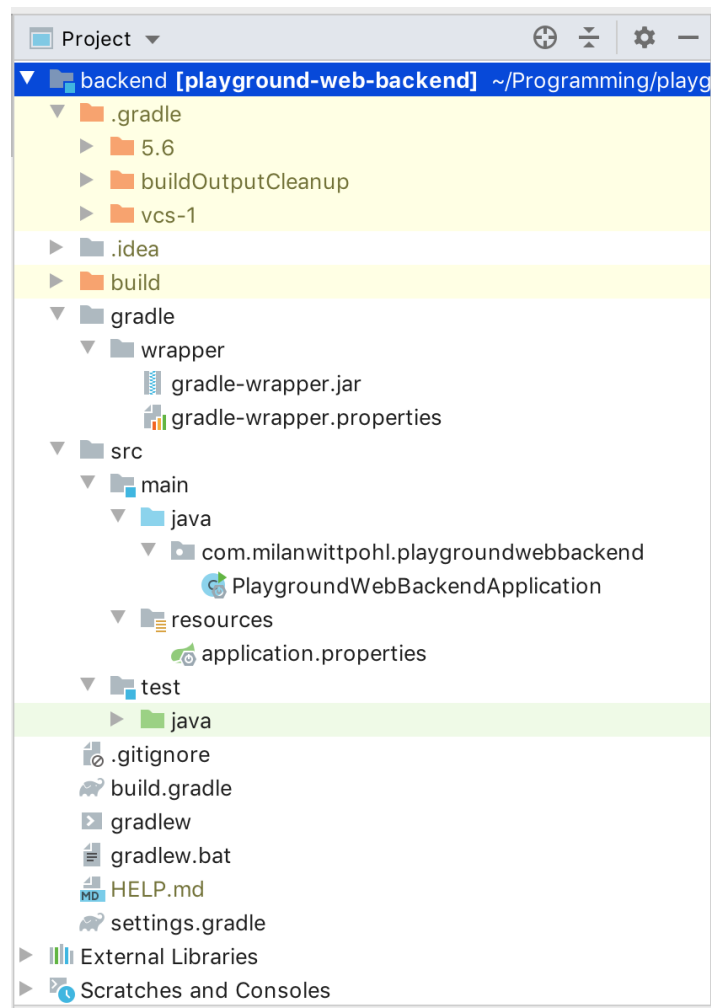 Project
backend [playground-web-backend] ~/Programming/playg
.gradle
5.6
buildOutputCleanup
vcs-1
.idea
build
gradle
wrapper
gradle-wrapper.jar
gradle-wrapper.properties
src
main
java
com.milanwittpohl.playgroundwebbackend
C PlaygroundWebBackendApplication
resources
application.properties
test
java
.gitignore
build.gradle
gradlew
gradlew.bat
MD HELP.md
settings.gradle
External Libraries
Scratches and Consoles